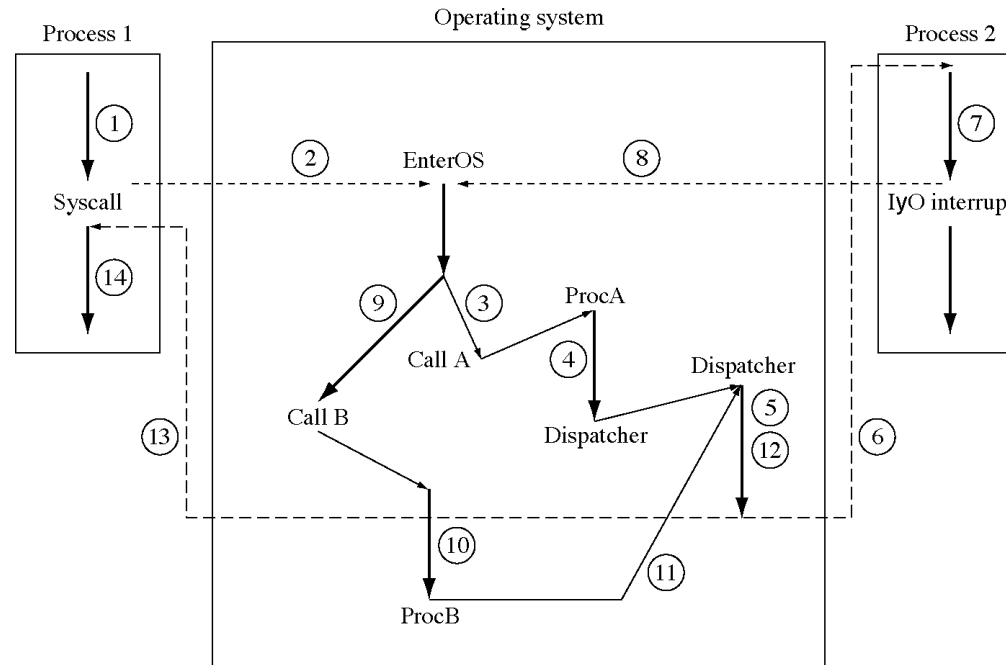 Operating system
Process 1
Process 2
1
7
2
8
EnterOS
Syscall
IyO interrup
14
9
3
ProcA
Call A
4
Dispatcher
5
Call B
Dispatcher
13
12
6
10
11
ProcB